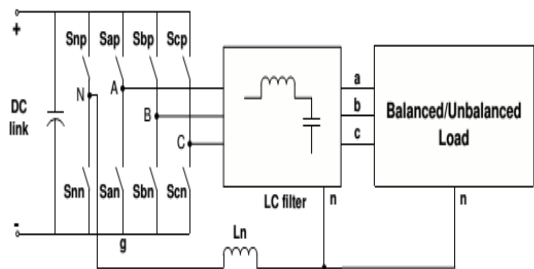 +
Snp Sap Sbp Scp
N
A
B
C
DC
link
Snn San Sbn Scn
-
g
LC filter
n
Ln
a
b
c
Balanced/Unbalanced
Load
n